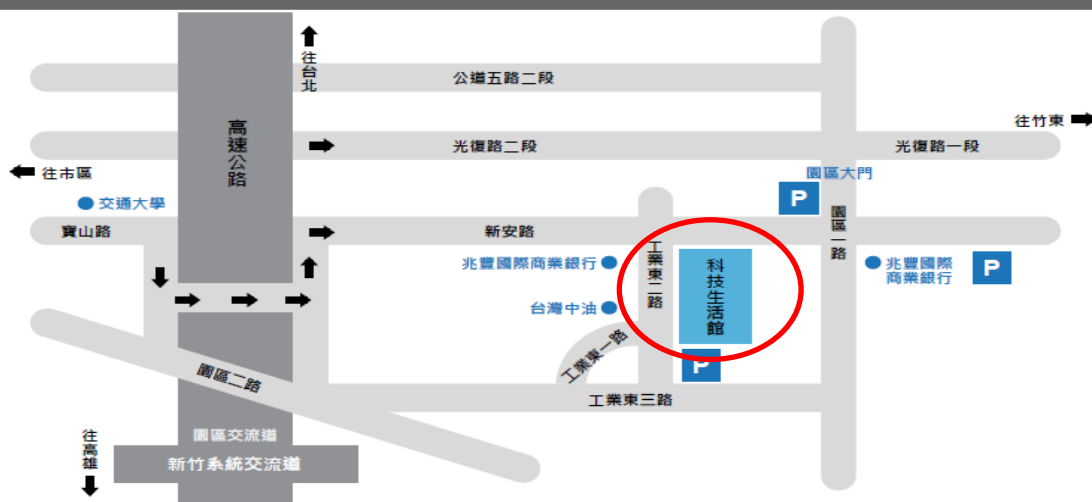 往台北
公道五路二段
高速公路
往竹東
光復路二段
光復路一段
往市區
園區大門
交通大學
P
寶山路
新安路
園區一路
兆豐國際商業銀行
工業東二路
科技生活館
兆豐國際
商業銀行
P
台灣中油
工業東一路
P
園區二路
工業東三路
往高雄
園區交流道
新竹系統交流道